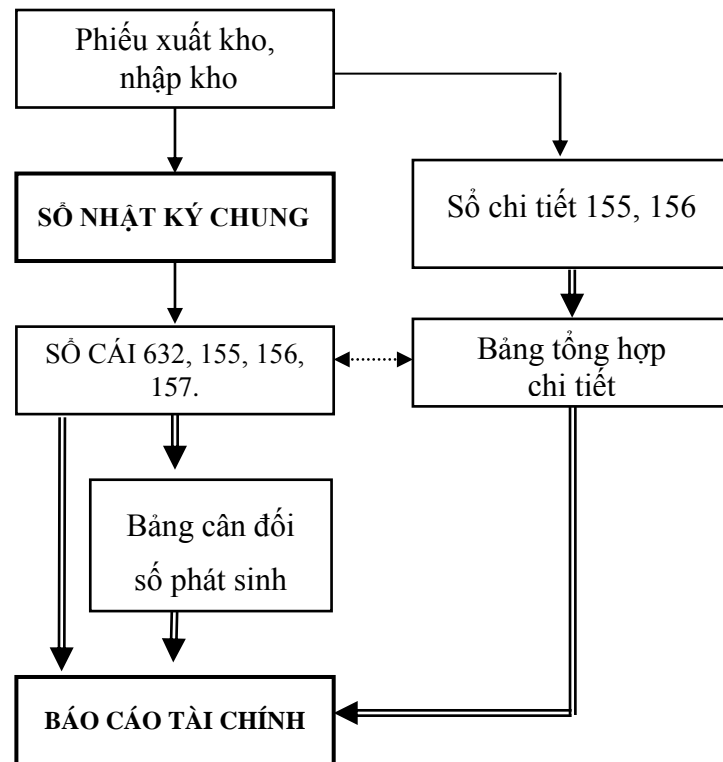 Phiếu xuất kho,
nhập kho
SỔ NHẬT KÝ CHUNG
Sổ chi tiết 155, 156
SỔ CÁI 632, 155, 156,
157.
Bảng tổng hợp
chi tiết
Bảng cân đối
số phát sinh
BÁO CÁO TÀI CHÍNH